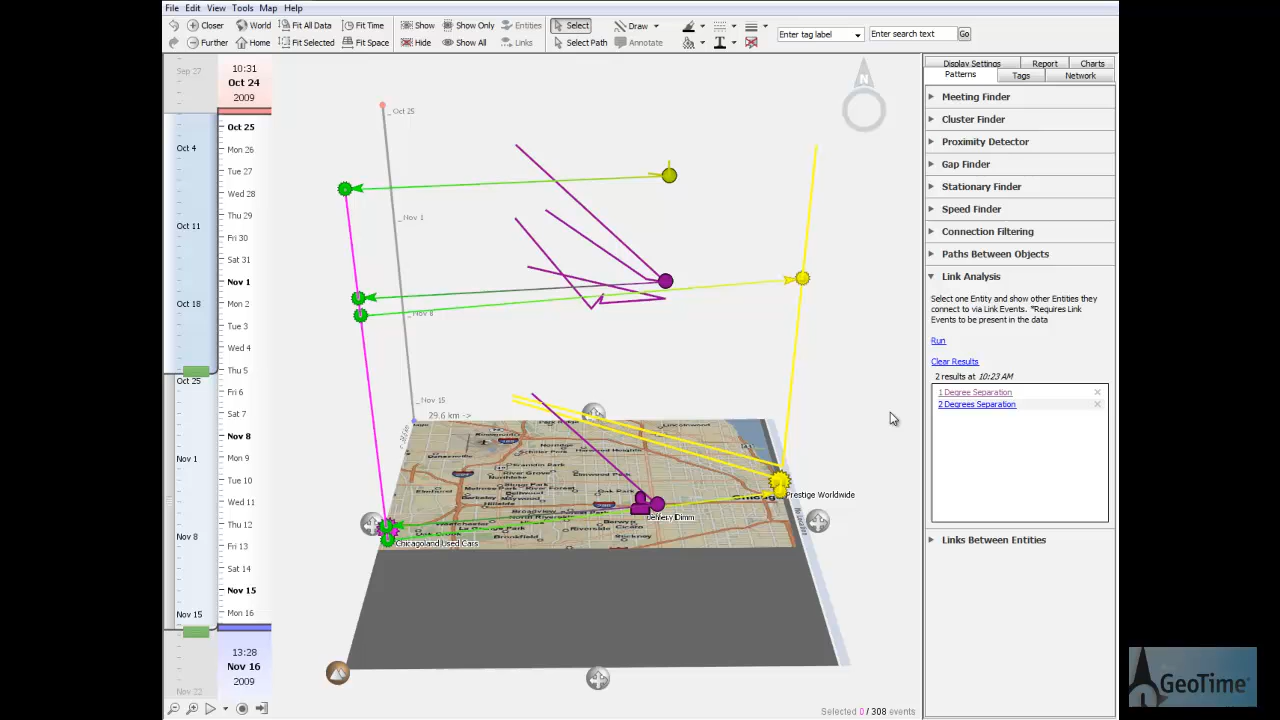 File Edit View Tools Map Help
Closer World Fit All Data Fit Time Show Show Only Entities Select Draw Enter tag label Enter search text Go
Further Home Fit Selected Fit Space Hide Show All Links Select Path Annotate
Display Settings Report Charts
Patterns Tags Network
Sep 27
Oct 4
Oct 11
Oct 18
Oct 25
Nov 1
Nov 8
Nov 15
Nov 22
10:31
Oct 24
2009
Oct 25
Mon 26
Tue 27
Wed 28
Thu 29
Fri 30
Sat 31
Nov 1
Mon 2
Tue 3
Wed 4
Thu 5
Fri 6
Sat 7
Nov 8
Mon 9
Tue 10
Wed 11
Thu 12
Fri 13
Sat 14
Nov 15
Mon 16
13:28
Nov 16
2009
N
Oct 25
Nov 1
Nov 8
Nov 15
29.6 km ->
Prestige Worldwide
Chicagoland Used Cars
Meeting Finder
Cluster Finder
Proximity Detector
Gap Finder
Stationary Finder
Speed Finder
Connection Filtering
Paths Between Objects
Link Analysis
Select one Entity and show other Entities they
connect to via Link Events. *Requires Link
Events to be present in the data
Run
Clear Results
2 results at 10:23 AM
1 Degree Separation
2 Degrees Separation
Links Between Entities
Selected 0 / 308 events
GeoTime®